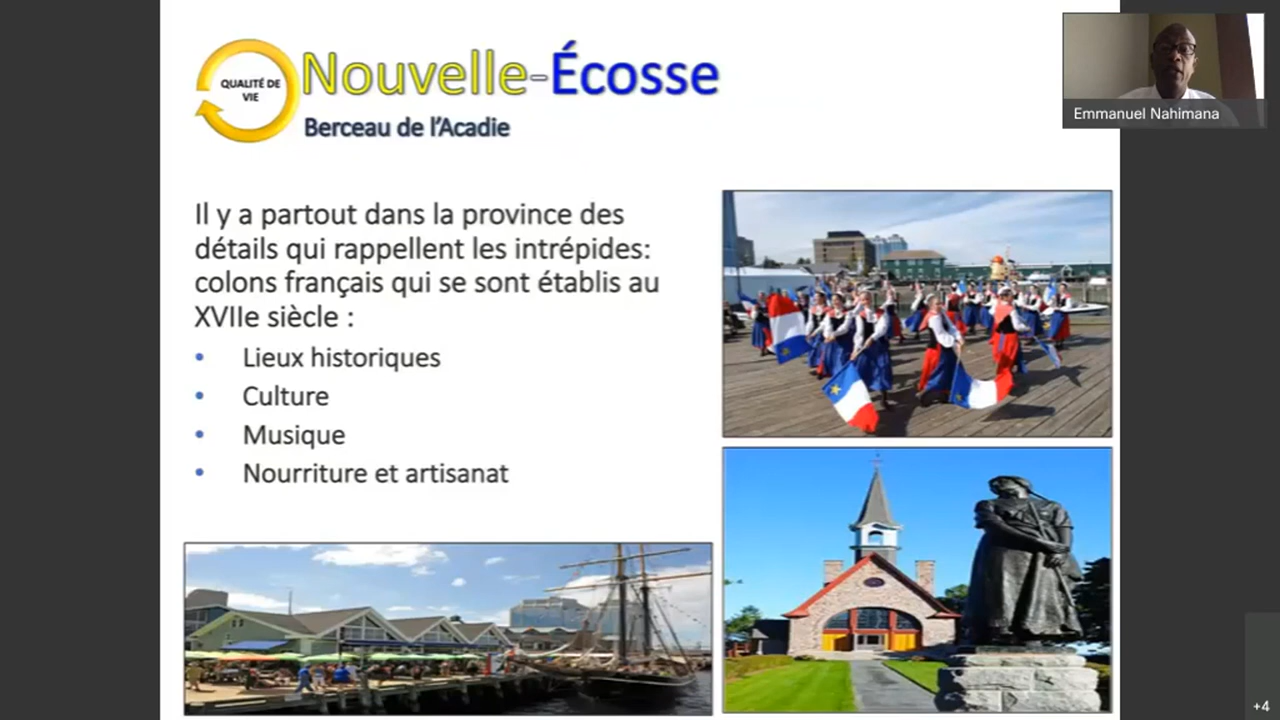 QUALITÉ DE
VIE
Nouvelle-Écosse
Berceau de l'Acadie
Emmanuel Nahimana
Il y a partout dans la province des
détails qui rappellent les intrépides:
colons français qui se sont établis au
XVIIe siècle :
• Lieux historiques
• Culture
• Musique
• Nourriture et artisanat
+4